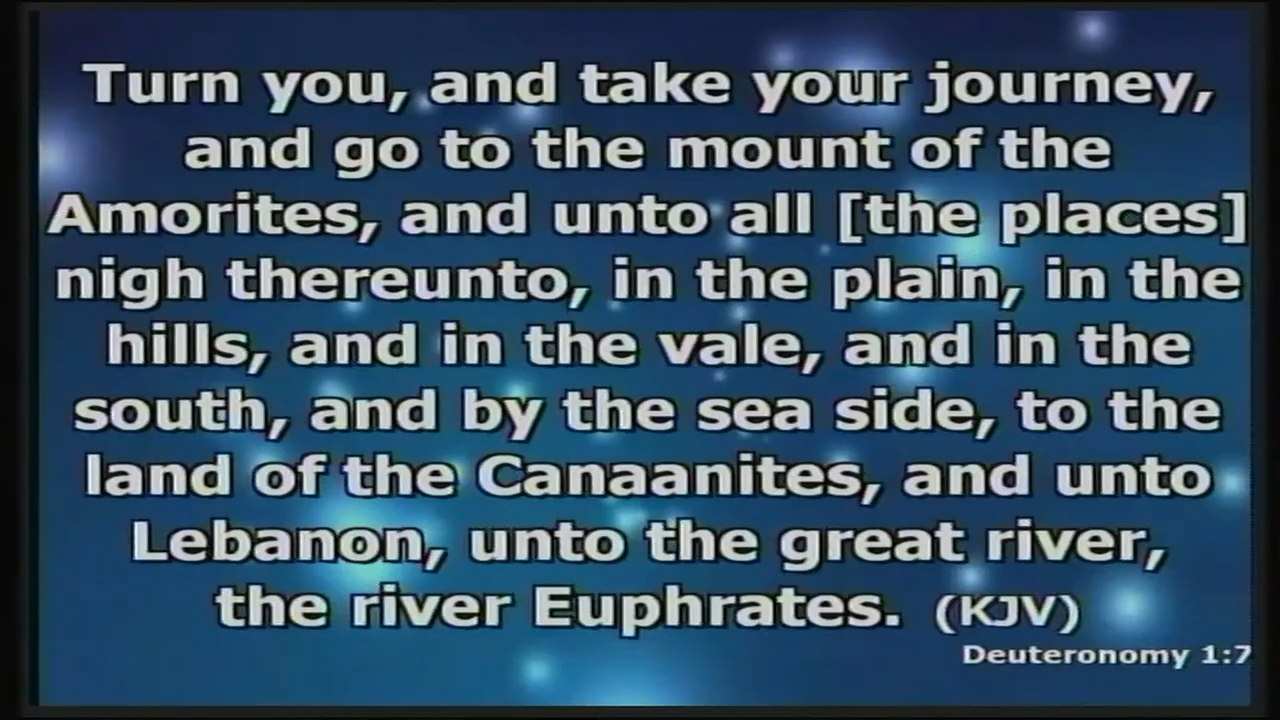 Turn you, and take your journey,
and go to the mount of the
Amorites, and unto all [the places]
nigh thereunto, in the plain, in the
hills, and in the vale, and in the
south, and by the sea side, to the
land of the Canaanites, and unto
Lebanon, unto the great river,
the river Euphrates. (KJV)
Deuteronomy 1:7